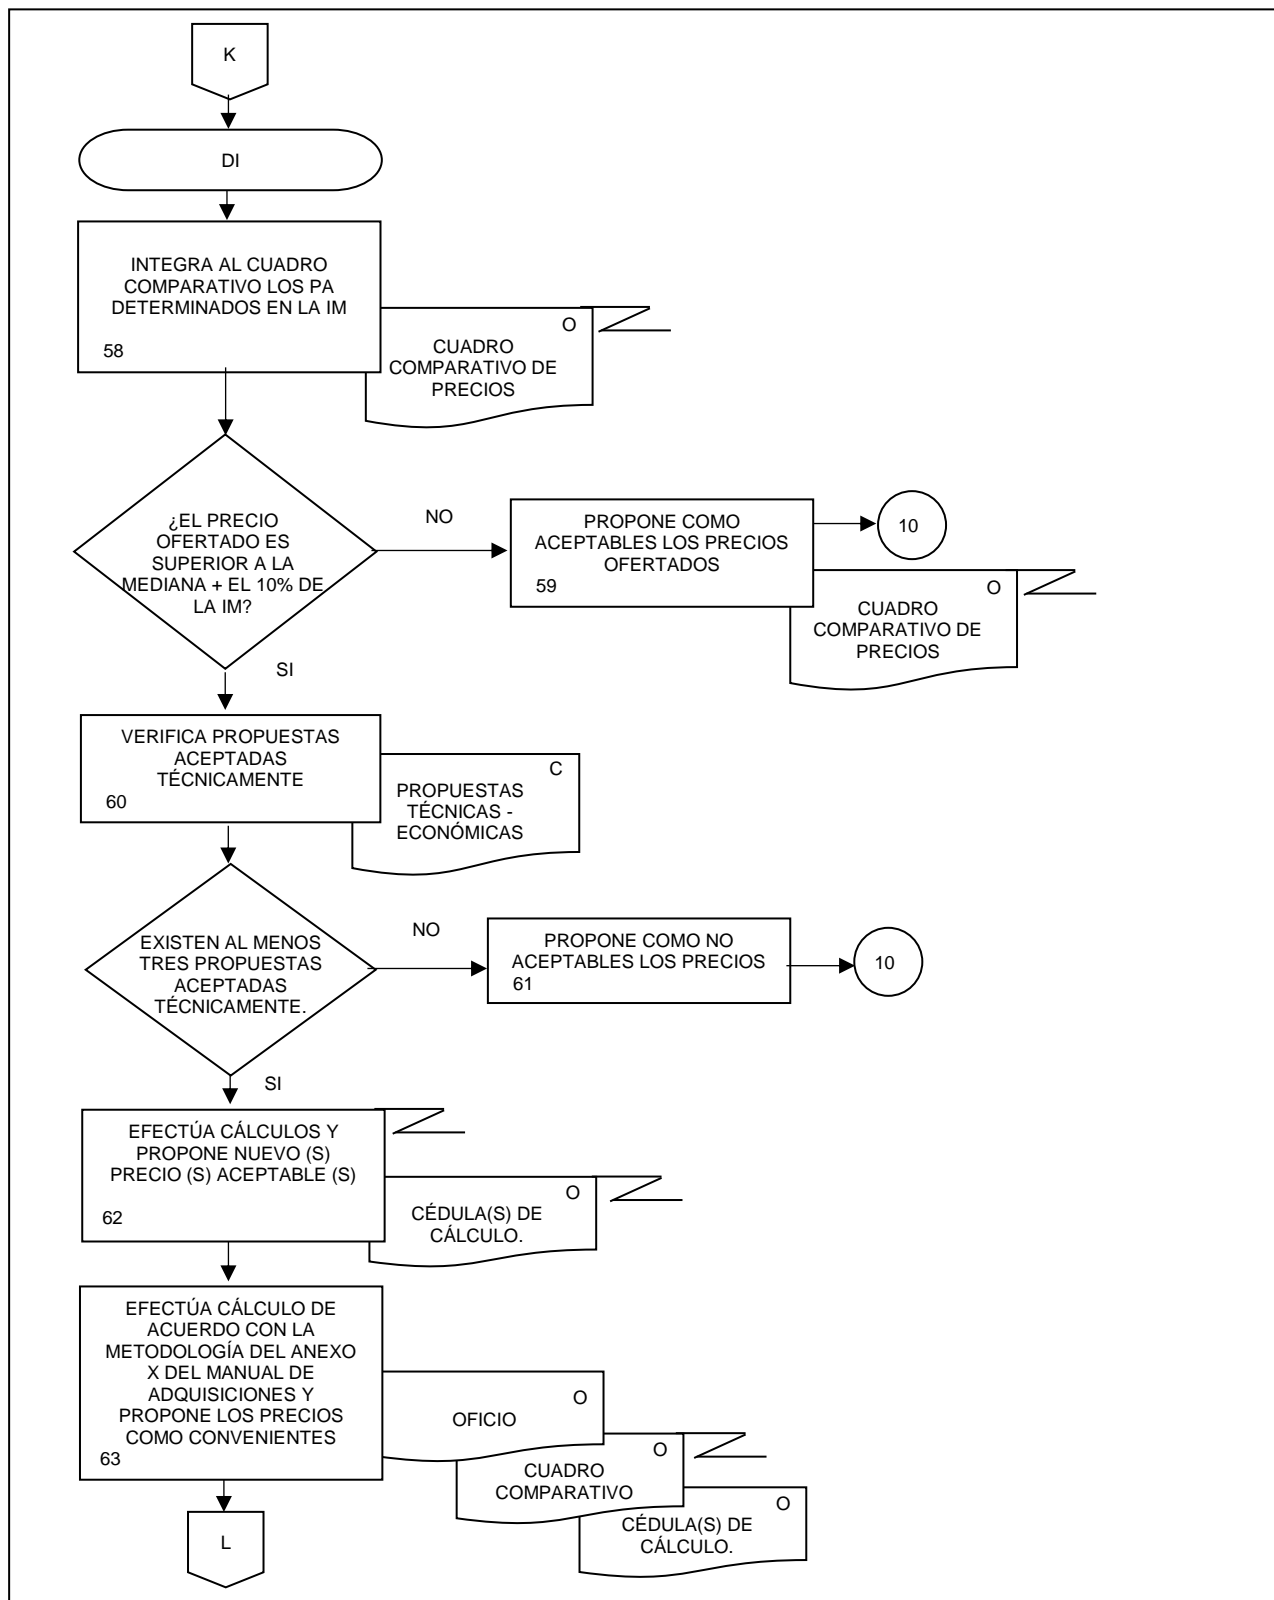 K
DI
INTEGRA AL CUADRO
COMPARATIVO LOS PA
DETERMINADOS EN LA IM
58
O
CUADRO
COMPARATIVO DE
PRECIOS
¿EL PRECIO
OFERTADO ES
SUPERIOR A LA
MEDIANA + EL 10% DE
LA IM?
NO
PROPONE COMO
ACEPTABLES LOS PRECIOS
OFERTADOS
59
10
O
CUADRO
COMPARATIVO DE
PRECIOS
SI
VERIFICA PROPUESTAS
ACEPTADAS
TÉCNICAMENTE
60
C
PROPUESTAS
TÉCNICAS -
ECONÓMICAS
EXISTEN AL MENOS
TRES PROPUESTAS
ACEPTADAS
TÉCNICAMENTE.
NO
PROPONE COMO NO
ACEPTABLES LOS PRECIOS
61
10
SI
EFECTÚA CÁLCULOS Y
PROPONE NUEVO (S)
PRECIO (S) ACEPTABLE (S)
62
O
CÉDULA(S) DE
CÁLCULO.
EFECTÚA CÁLCULO DE
ACUERDO CON LA
METODOLOGÍA DEL ANEXO
X DEL MANUAL DE
ADQUISICIONES Y
PROPONE LOS PRECIOS
COMO CONVENIENTES
63
O
OFICIO
O
CUADRO
COMPARATIVO
O
CÉDULA(S) DE
CÁLCULO.
L